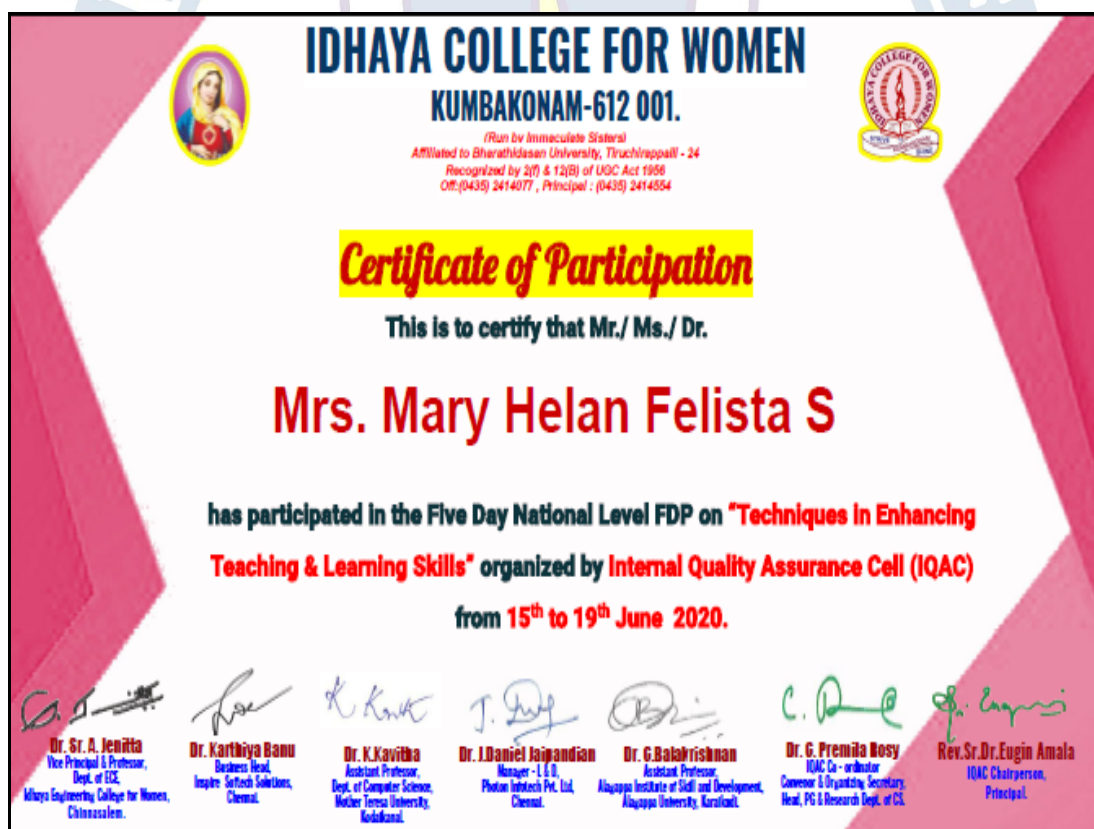 IDHAYA COLLEGE FOR WOMEN
KUMBAKONAM-612 001.
(Run by Immaculate Sisters)
Affiliated to Bharathidasan University, Tiruchirappalli - 24
Recognized by 2(f) & 12(B) of UGC Act 1956
Off:(0435) 2414077 , Principal : (0435) 2414554
IDHAYA COLLEGE FOR WOMEN
Certificate of Participation
This is to certify that Mr./ Ms./ Dr.
Mrs. Mary Helan Felista S
has participated in the Five Day National Level FDP on “Techniques in Enhancing
Teaching & Learning Skills” organized by Internal Quality Assurance Cell (IQAC)
from 15th to 19th June 2020.
Dr. Sr. A. Jenitta
Vice Principal & Professor,
Dept. of ECE,
Idhaya Engineering College for Women,
Chinnasalem.
Dr. Karthiya Banu
Business Head,
Inspire Softech Solutions,
Chennai.
Dr. K.Kavitha
Assistant Professor,
Dept. of Computer Science,
Mother Teresa University,
Kodaikanal.
Dr. J.Daniel Jaipandian
Manager - L & D,
Photon Infotech Pvt. Ltd,
Chennai.
Dr. G.Balakrishnan
Assistant Professor,
Alagappa Institute of Skill and Development,
Alagappa University, Karaikudi.
Dr. G. Premila Rosy
IQAC Co - ordinator
Convenor & Organizing Secretary,
Head, PG & Research Dept. of CS.
Rev.Sr.Dr.Eugin Amala
IQAC Chairperson,
Principal.